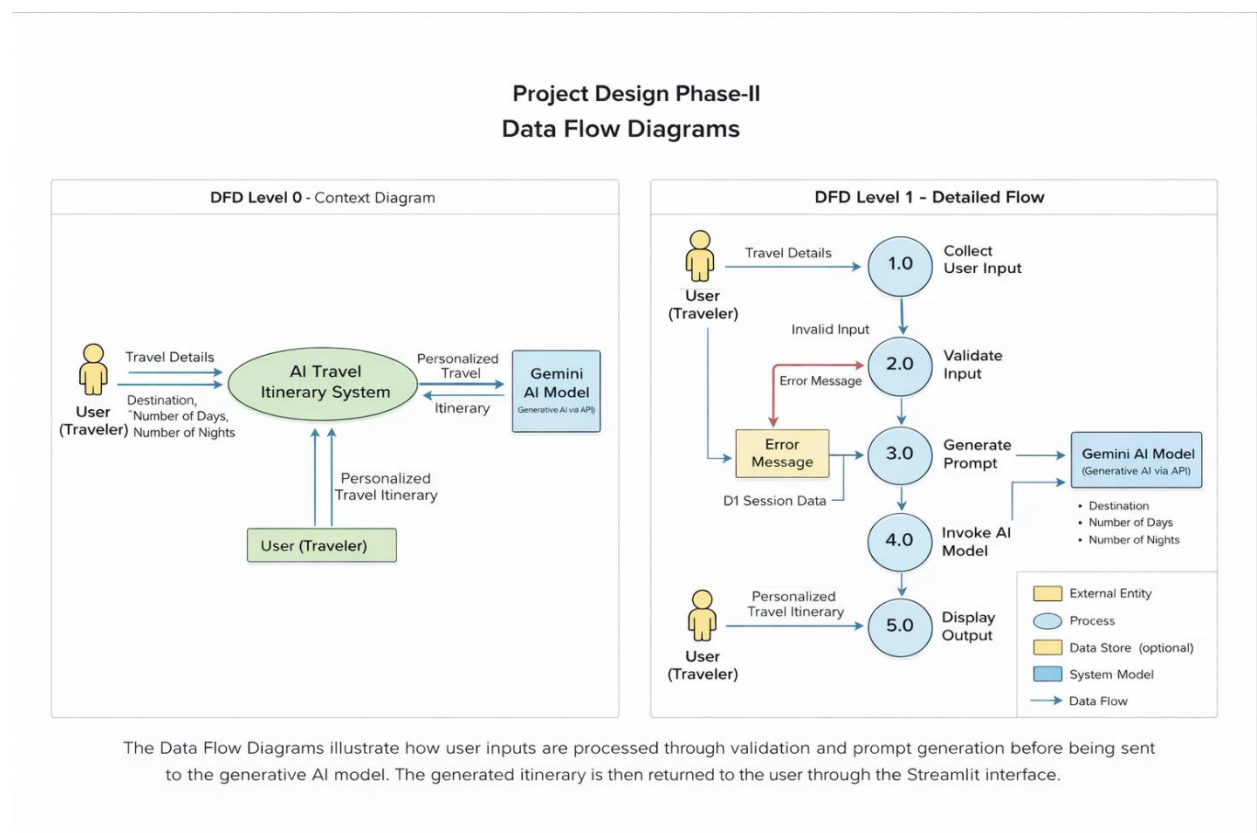 Project Design Phase-II
Data Flow Diagrams
DFD Level 0 - Context Diagram
Travel Details
Destination,
Number of Days,
Number of Nights
User
(Traveler)
AI Travel
Itinerary System
Personalized
Travel
Itinerary
Gemini
AI Model
Generative AI via API)
Personalized
Travel Itinerary
User (Traveler)
DFD Level 1 - Detailed Flow
User
(Traveler)
Travel Details
1.0
Collect
User Input
Invalid Input
2.0
Validate
Input
Error Message
Error
Message
3.0
Generate
Prompt
Gemini AI Model
(Generative AI via API)
D1 Session Data
• Destination
• Number of Days
• Number of Nights
4.0
Invoke AI
Model
User
(Traveler)
Personalized
Travel Itinerary
5.0
Display
Output
External Entity
Process
Data Store (optional)
System Model
Data Flow
The Data Flow Diagrams illustrate how user inputs are processed through validation and prompt generation before being sent
to the generative AI model. The generated itinerary is then returned to the user through the Streamlit interface.